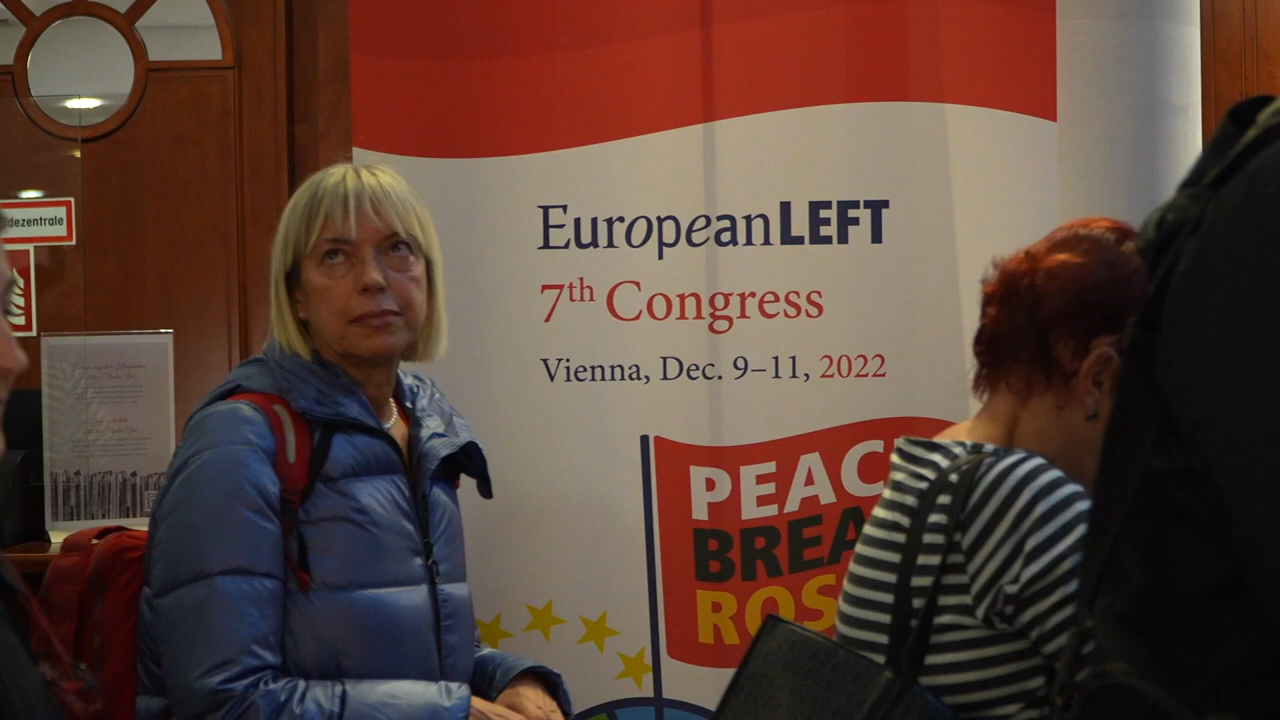 dezentrale
EuropeanLEFT
7th Congress
Vienna, Dec. 9–11, 2022
PEAC
BREA
ROS